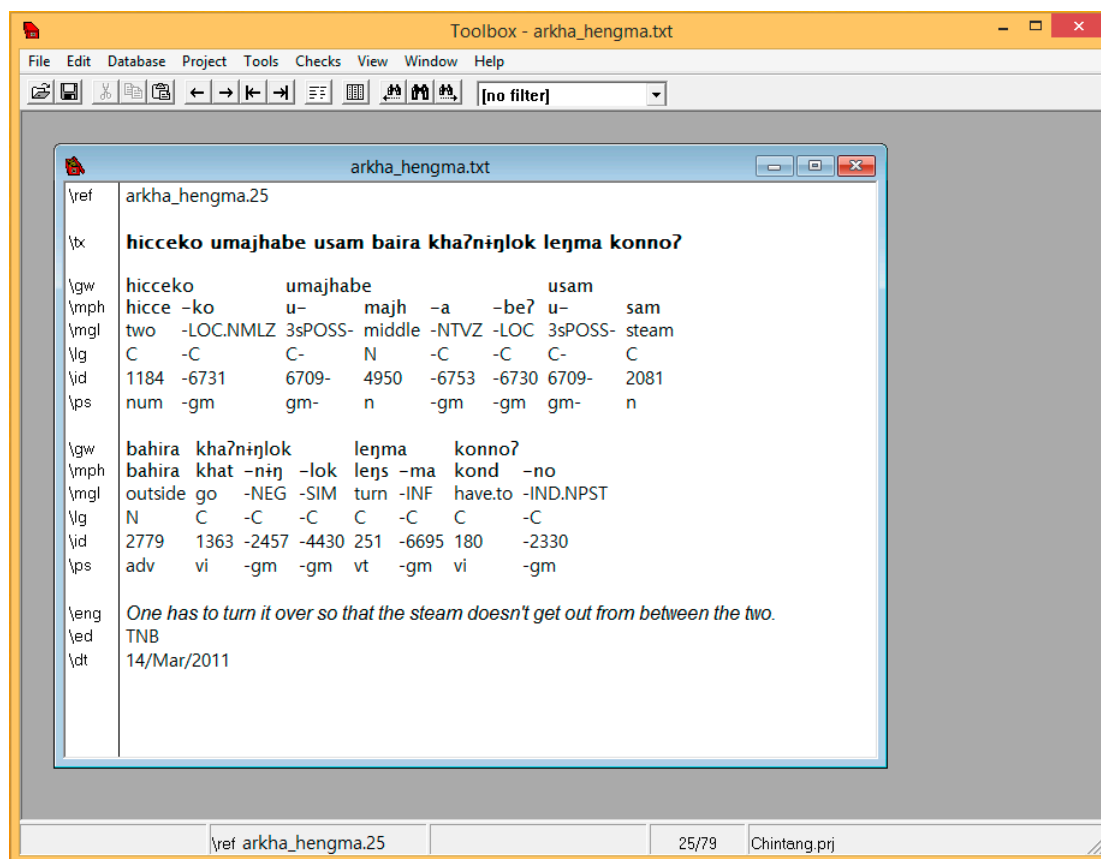 Toolbox - arkha_hengma.txt
File Edit Database Project Tools Checks View Window Help
[no filter]
arkha_hengma.txt
\ref arkha_hengma.25
\tx hicceko umajhabe usam baira khaʔnɨŋlok leŋma konnoʔ
\gw hicceko umajhabe usam
\mph hicce -ko u- majh -a -beʔ u- sam
\mgl two -LOC.NMLZ 3sPOSS- middle -NTVZ -LOC 3sPOSS- steam
\lg C -C C- N -C -C C- C
\id 1184 -6731 6709- 4950 -6753 -6730 6709- 2081
\ps num -gm gm- n -gm -gm gm- n
\gw bahira khaʔnɨŋlok leŋma konnoʔ
\mph bahira khat -nɨŋ -lok leŋs -ma kond -no
\mgl outside go -NEG -SIM turn -INF have.to -IND.NPST
\lg N C -C -C C -C C -C
\id 2779 1363 -2457 -4430 251 -6695 180 -2330
\ps adv vi -gm -gm vt -gm vi -gm
\eng One has to turn it over so that the steam doesn't get out from between the two.
\ed TNB
\dt 14/Mar/2011
\ref arkha_hengma.25 25/79 Chintang.prj